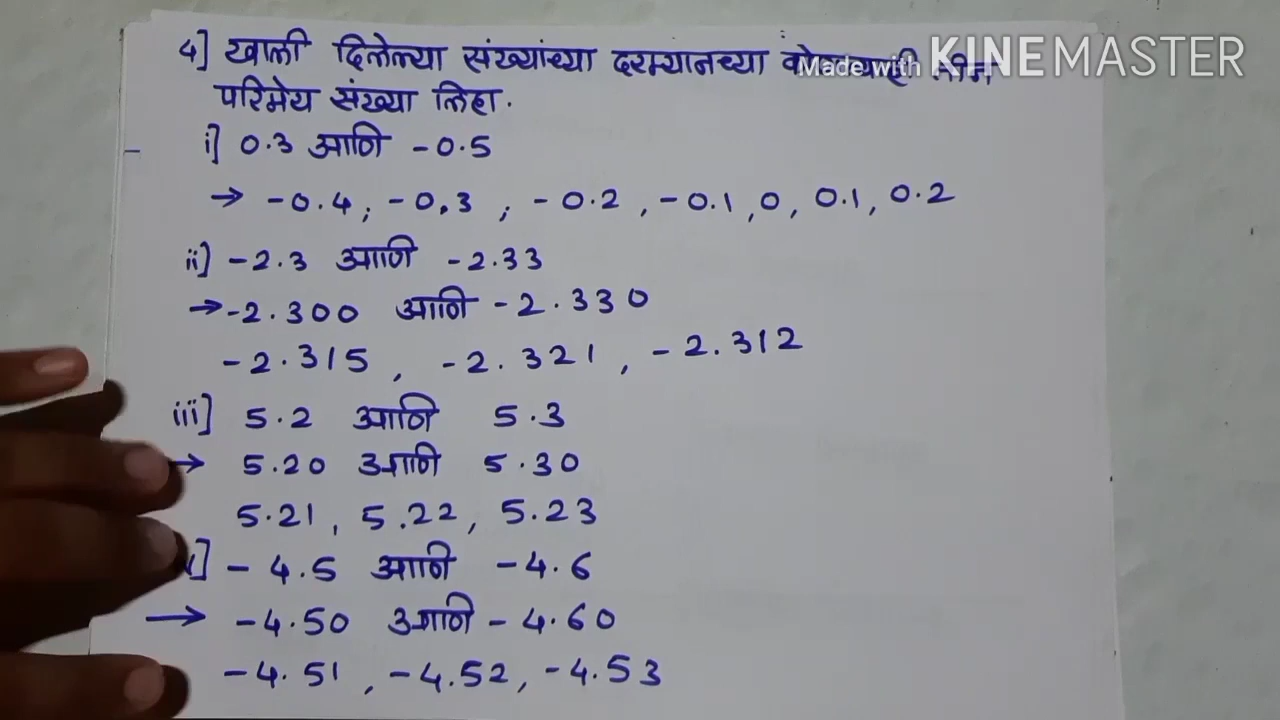 4] खाली दिलेल्या संख्यांच्या दरम्यानच्या
Made with KINEMASTER
परिमेय संख्या लिहा.
i] 0.3 आणि -0.5
→ -0.4, -0.3, -0.2, -0.1, 0, 0.1, 0.2
ii] -2.3 आणि -2.33
→ -2.300 आणि -2.330
-2.315, -2.321, -2.312
iii] 5.2 आणि 5.3
→ 5.20 आणि 5.30
5.21, 5.22, 5.23
] -4.5 आणि -4.6
→ -4.50 आणि -4.60
-4.51, -4.52, -4.53